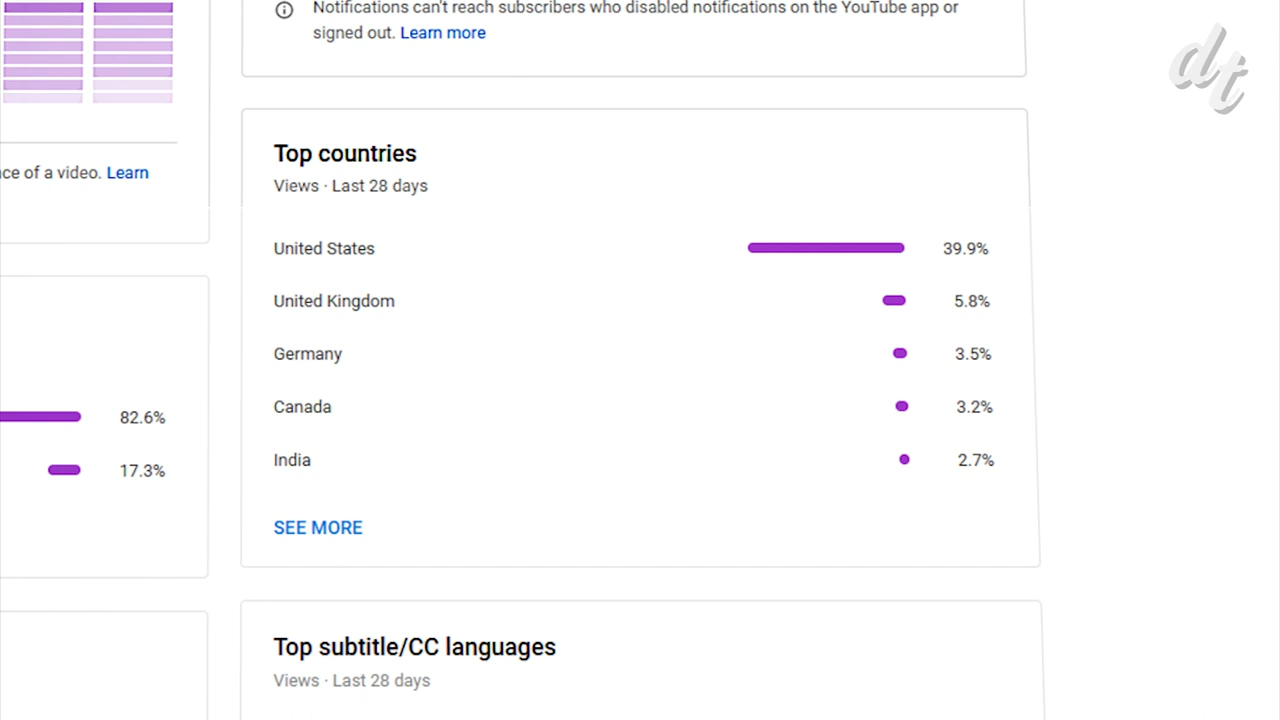 Notifications can't reach subscribers who disabled notifications on the YouTube app or
signed out. Learn more
dt
nce of a video. Learn
Top countries
Views · Last 28 days
United States 39.9%
United Kingdom 5.8%
Germany 3.5%
Canada 3.2%
India 2.7%
SEE MORE
82.6%
17.3%
Top subtitle/CC languages
Views · Last 28 days